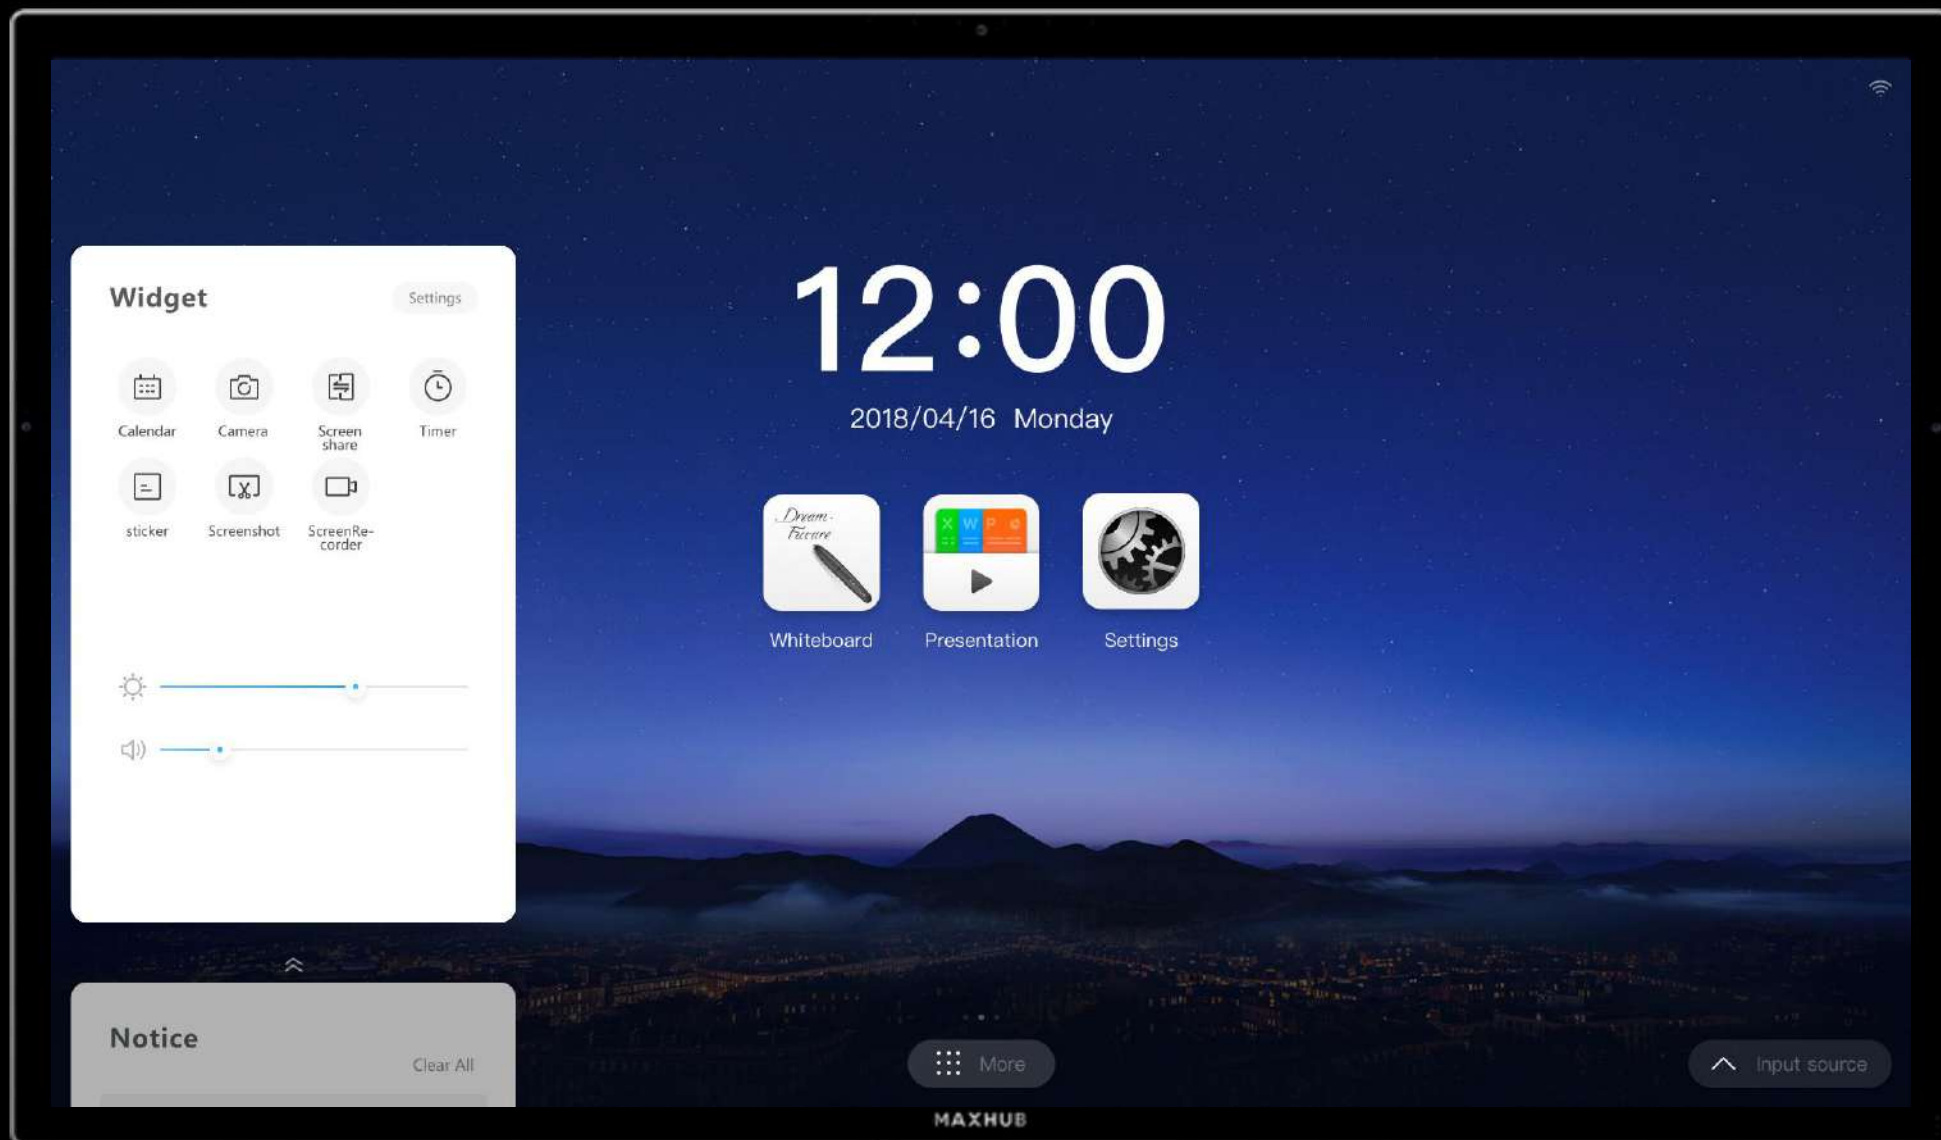 Widget
Settings
Calendar
Camera
Screen
share
Timer
sticker
Screenshot
ScreenRe-
corder
12:00
2018/04/16 Monday
Dream-
X W P
Whiteboard
Presentation
Settings
Notice
Clear All
More
Input source
MAXHUB